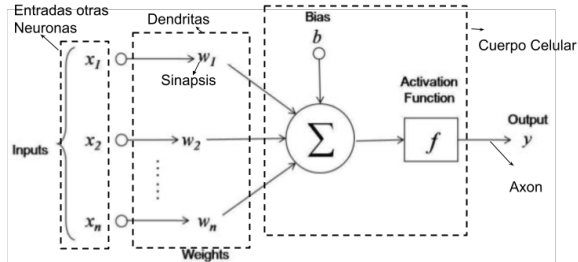 Entradas otras
Neuronas
Dendritas
Bias
b
Cuerpo Celular
x1
w1
Sinapsis
Activation
Function
Inputs
x2
w2
Σ
f
Output
y
Axon
xn
wn
Weights